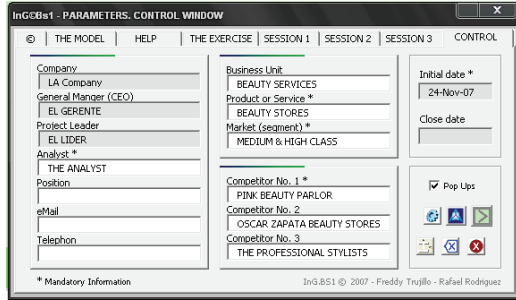 InG©Bs1 - PARAMETERS. CONTROL WINDOW
© THE MODEL HELP THE EXERCISE SESSION 1 SESSION 2 SESSION 3 CONTROL
Company
LA Company
General Manger (CEO)
EL GERENTE
Project Leader
EL LIDER
Analyst *
THE ANALYST
Position
eMail
Telephon
Business Unit
BEAUTY SERVICES
Product or Service *
BEAUTY STORES
Market (segment) *
MEDIUM & HIGH CLASS
Competitor No. 1 *
PINK BEAUTY PARLOR
Competitor No. 2
OSCAR ZAPATA BEAUTY STORES
Competitor No. 3
THE PROFESSIONAL STYLISTS
Initial date *
24-Nov-07
Close date
Pop Ups
* Mandatory Information
InG.BS1 © 2007 - Freddy Trujillo - Rafael Rodriguez